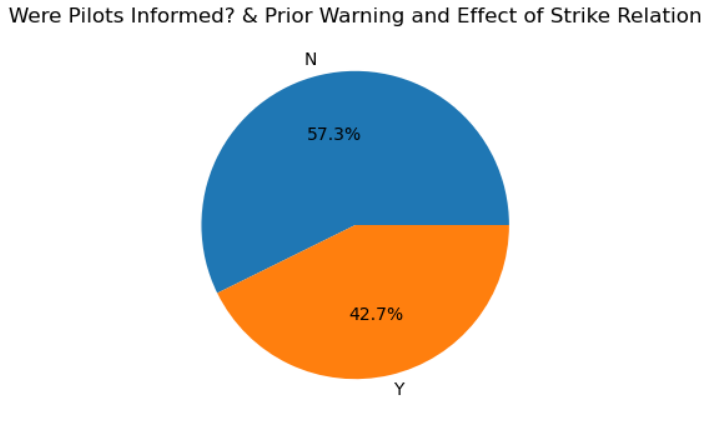 Were Pilots Informed? & Prior Warning and Effect of Strike Relation
N
57.3%
42.7%
Y